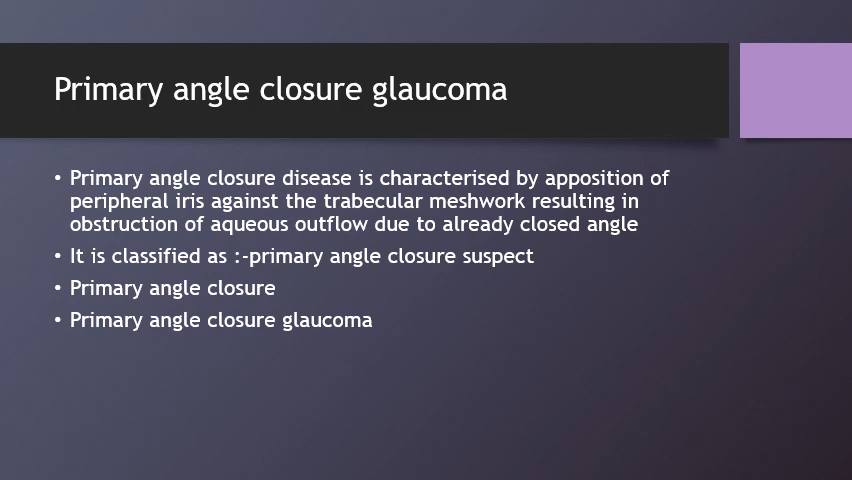 Primary angle closure glaucoma
• Primary angle closure disease is characterised by apposition of
peripheral iris against the trabecular meshwork resulting in
obstruction of aqueous outflow due to already closed angle
• It is classified as :-primary angle closure suspect
• Primary angle closure
• Primary angle closure glaucoma